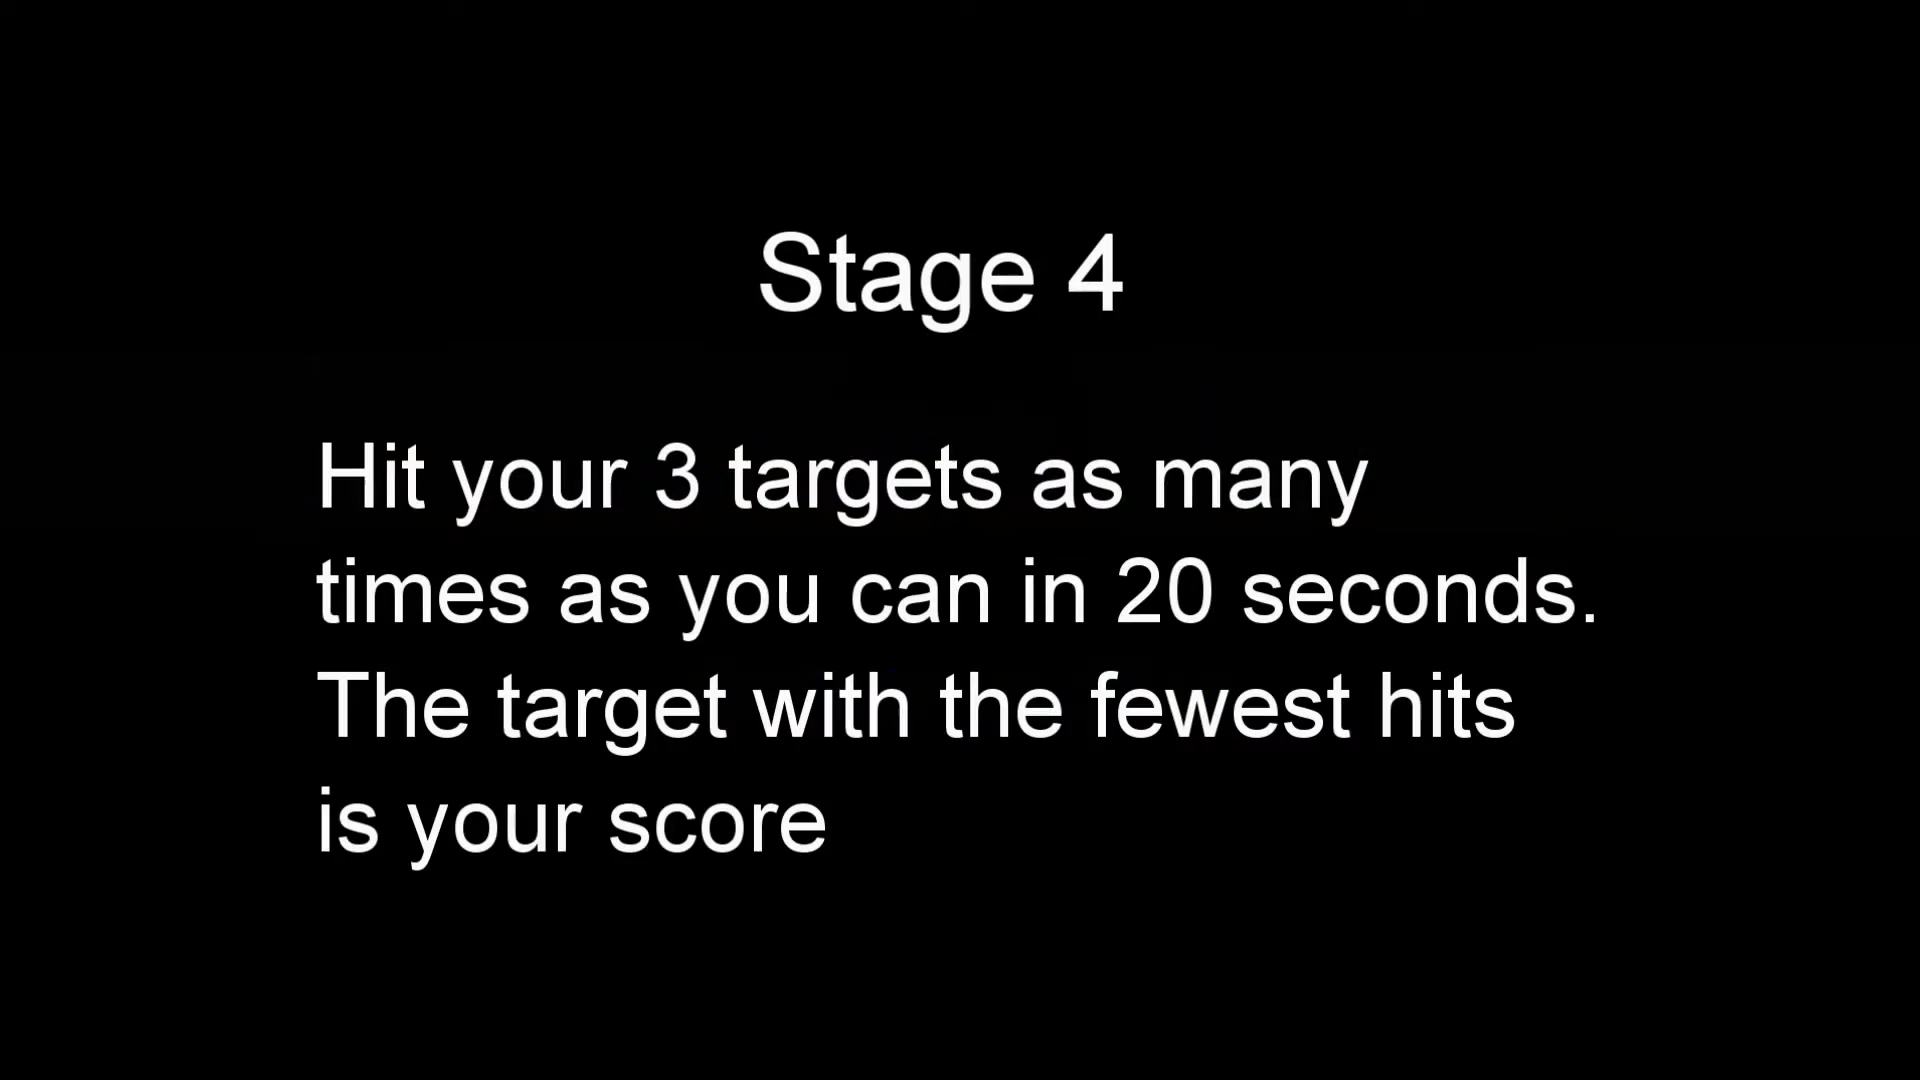 Stage 4
Hit your 3 targets as many
times as you can in 20 seconds.
The target with the fewest hits
is your score